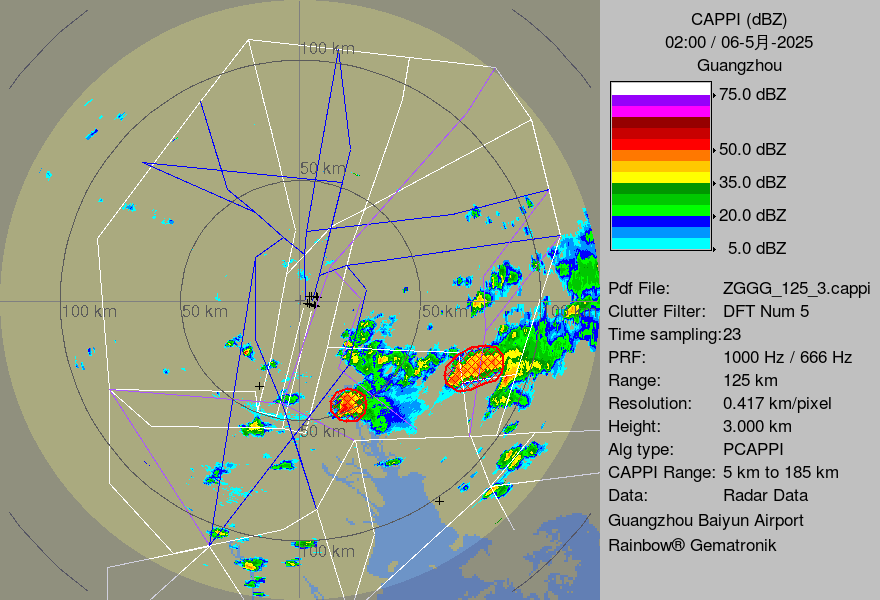 CAPPI (dBZ)
02:00 / 06-5月-2025
Guangzhou
75.0 dBZ
50.0 dBZ
35.0 dBZ
20.0 dBZ
5.0 dBZ
Pdf File: ZGGG_125_3.cappi
Clutter Filter: DFT Num 5
Time sampling:23
PRF: 1000 Hz / 666 Hz
Range: 125 km
Resolution: 0.417 km/pixel
Height: 3.000 km
Alg type: PCAPPI
CAPPI Range: 5 km to 185 km
Data: Radar Data
Guangzhou Baiyun Airport
Rainbow® Gematronik
100 km
50 km
100 km
50 km
50 km
50 km
100 km